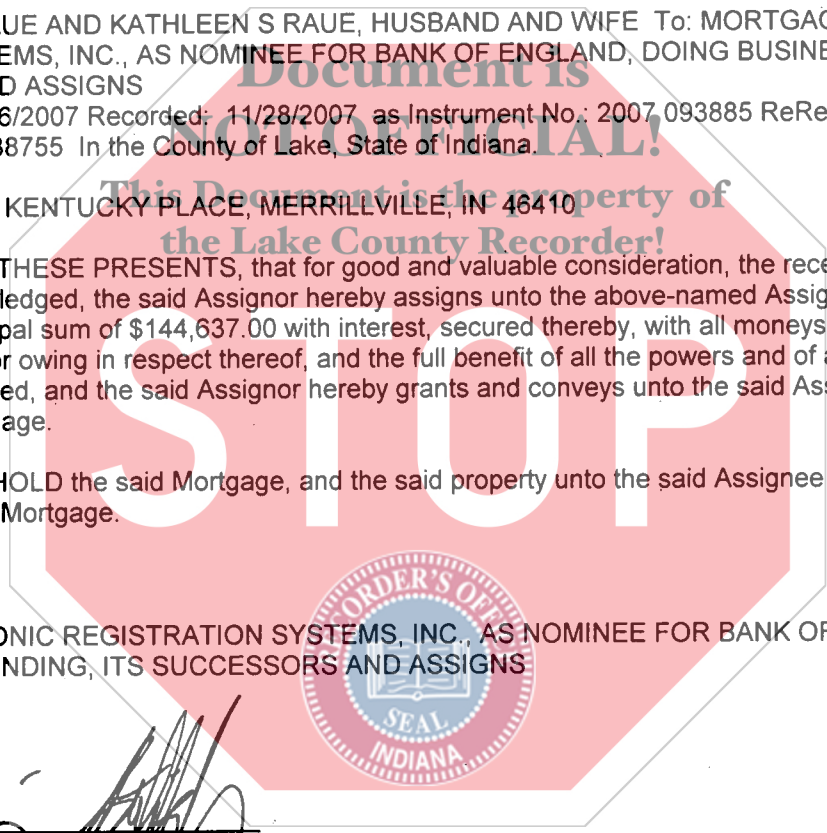 UE AND KATHLEEN S RAUE, HUSBAND AND WIFE To: MORTGAG
EMS, INC., AS NOMINEE FOR BANK OF ENGLAND, DOING BUSINE
D ASSIGNS
Document is
6/2007 Recorded: 11/28/2007 as Instrument No.: 2007 093885 ReRe
38755 In the County of Lake, State of Indiana.
NOT OFFICIAL!
This Document is the property of
KENTUCKY PLACE, MERRILLVILLE, IN 46410
the Lake County Recorder!
THESE PRESENTS, that for good and valuable consideration, the rece
ledged, the said Assignor hereby assigns unto the above-named Assig
pal sum of $144,637.00 with interest, secured thereby, with all moneys
r owing in respect thereof, and the full benefit of all the powers and of a
ed, and the said Assignor hereby grants and conveys unto the said Ass
age.
STOP
HOLD the said Mortgage, and the said property unto the said Assignee
Mortgage.
RECORDER'S OFFICE
ONIC REGISTRATION SYSTEMS, INC., AS NOMINEE FOR BANK OF
NDING, ITS SUCCESSORS AND ASSIGNS
SEAL
INDIANA